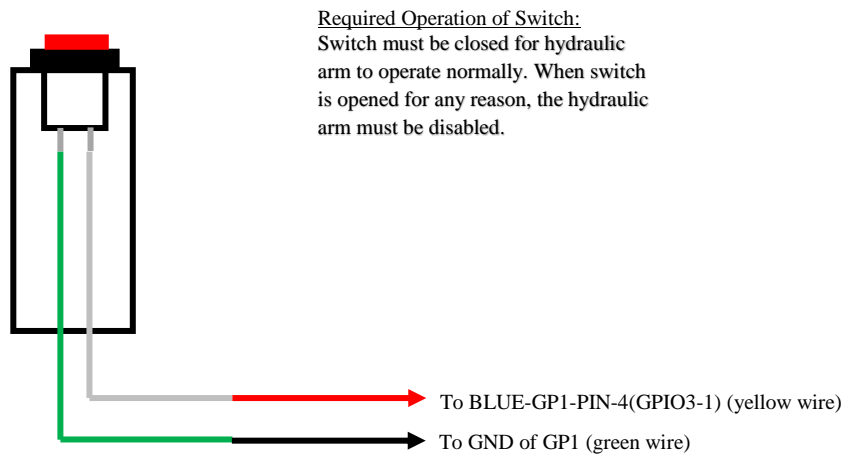 Required Operation of Switch:
Switch must be closed for hydraulic
arm to operate normally. When switch
is opened for any reason, the hydraulic
arm must be disabled.
To BLUE-GP1-PIN-4(GPIO3-1) (yellow wire)
To GND of GP1 (green wire)